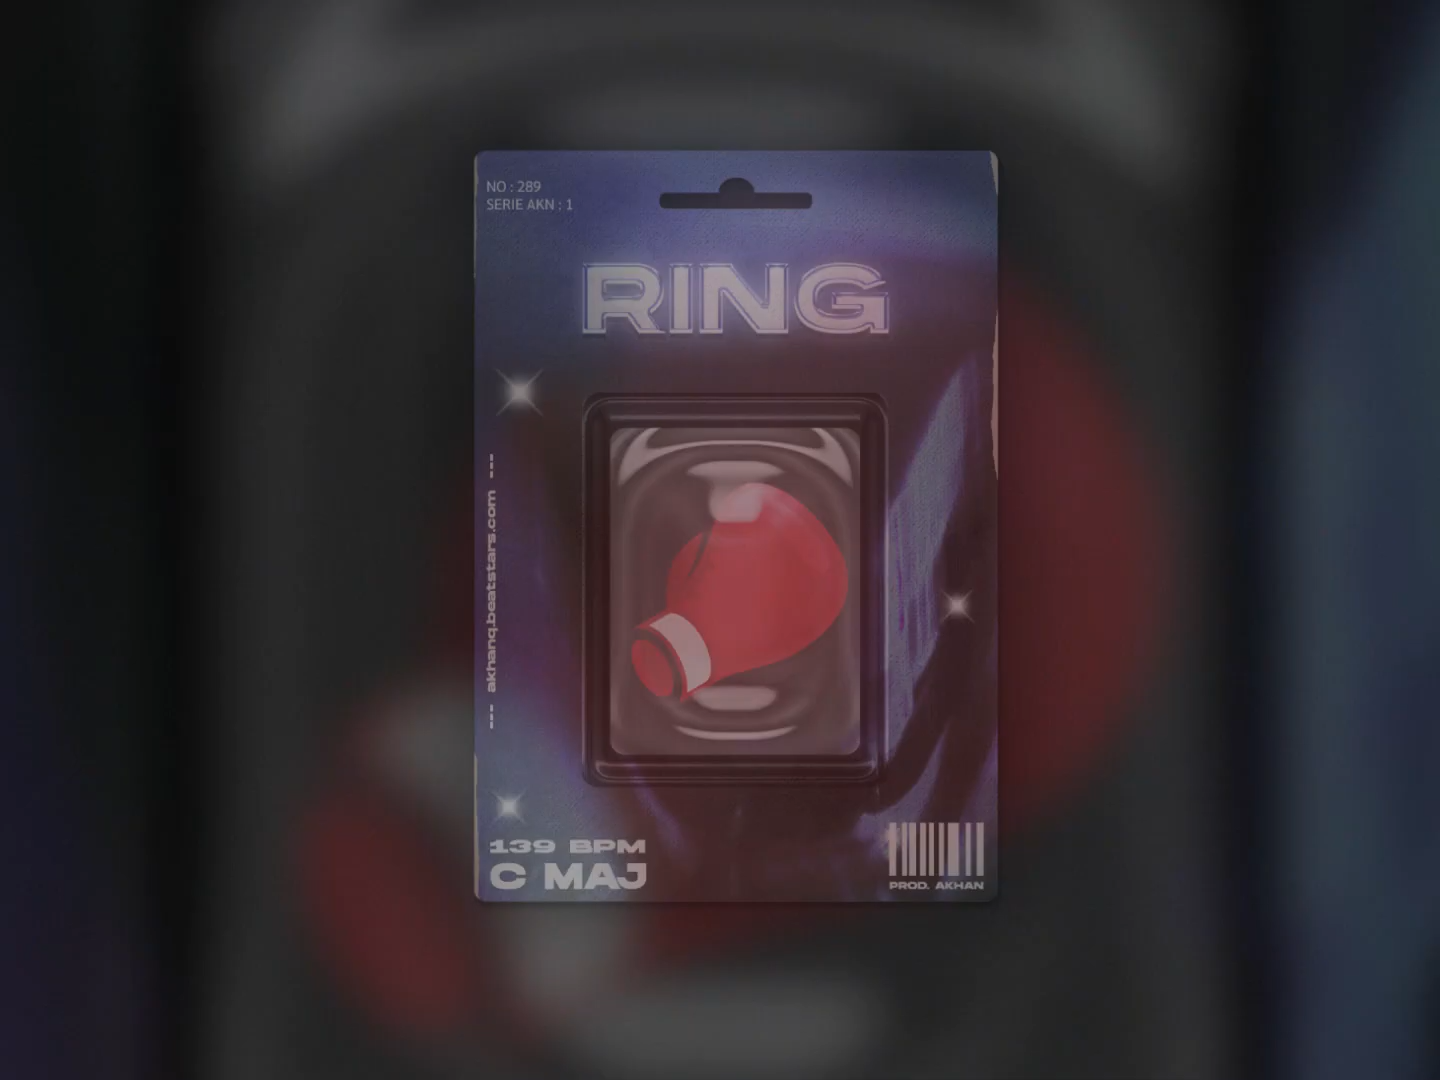 NO : 289
SERIE AKN : 1
RING
--- akhanq.beatstars.com ---
139 BPM
C MAJ
PROD. AKHAN